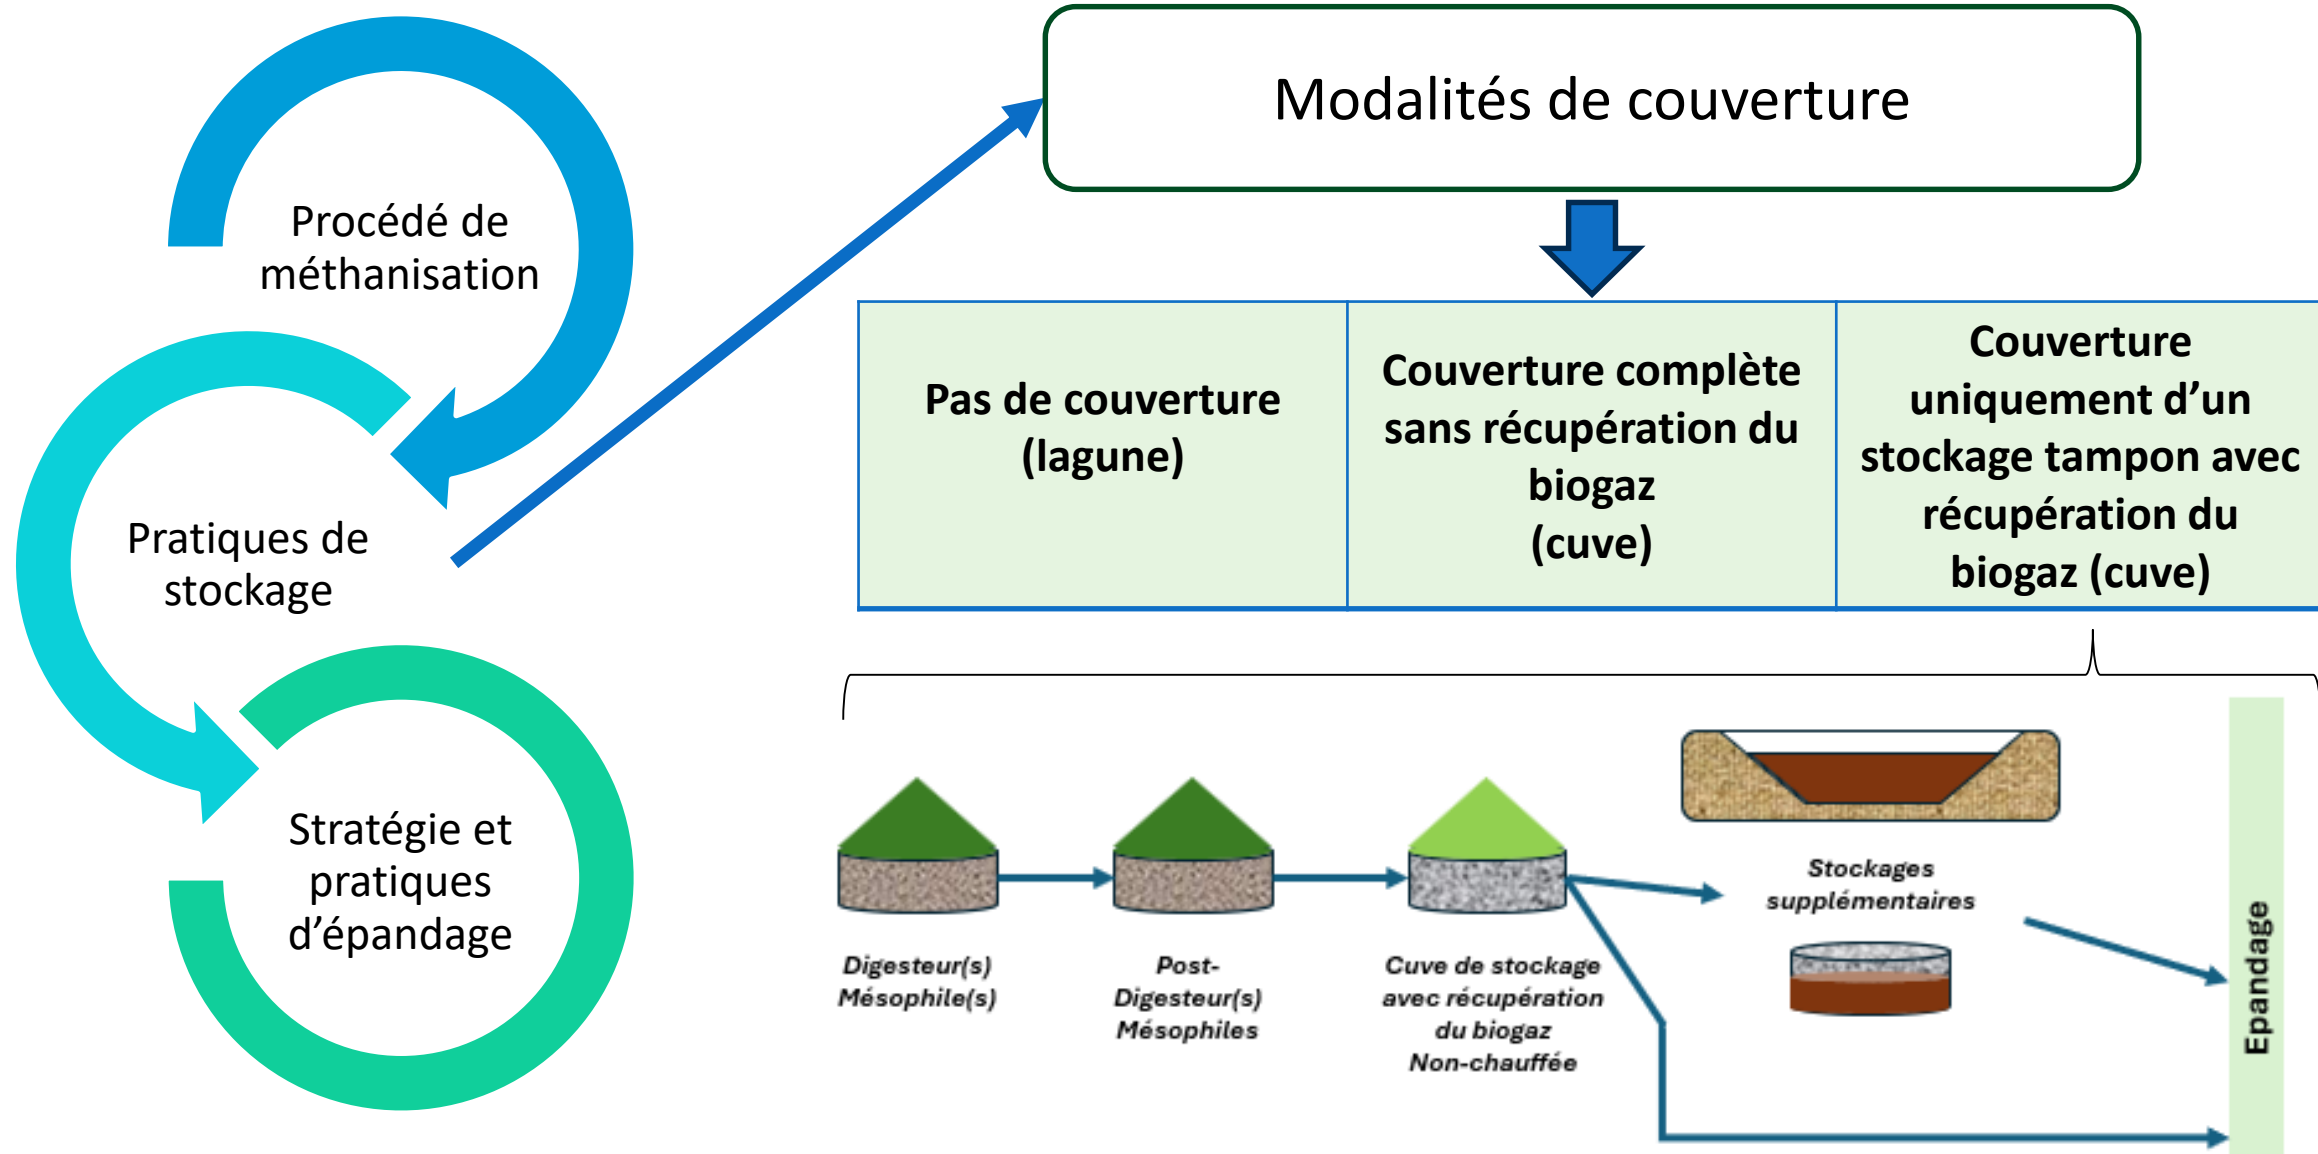 Procédé de
méthanisation
Pratiques de
stockage
Stratégie et
pratiques
d’épandage
Modalités de couverture
Pas de couverture
(lagune)
Couverture complète
sans récupération du
biogaz
(cuve)
Couverture
uniquement d’un
stockage tampon avec
récupération du
biogaz (cuve)
Digesteur(s)
Mésophile(s)
Post-
Digesteur(s)
Mésophiles
Cuve de stockage
avec récupération
du biogaz
Non-chauffée
Stockages
supplémentaires
Epandage